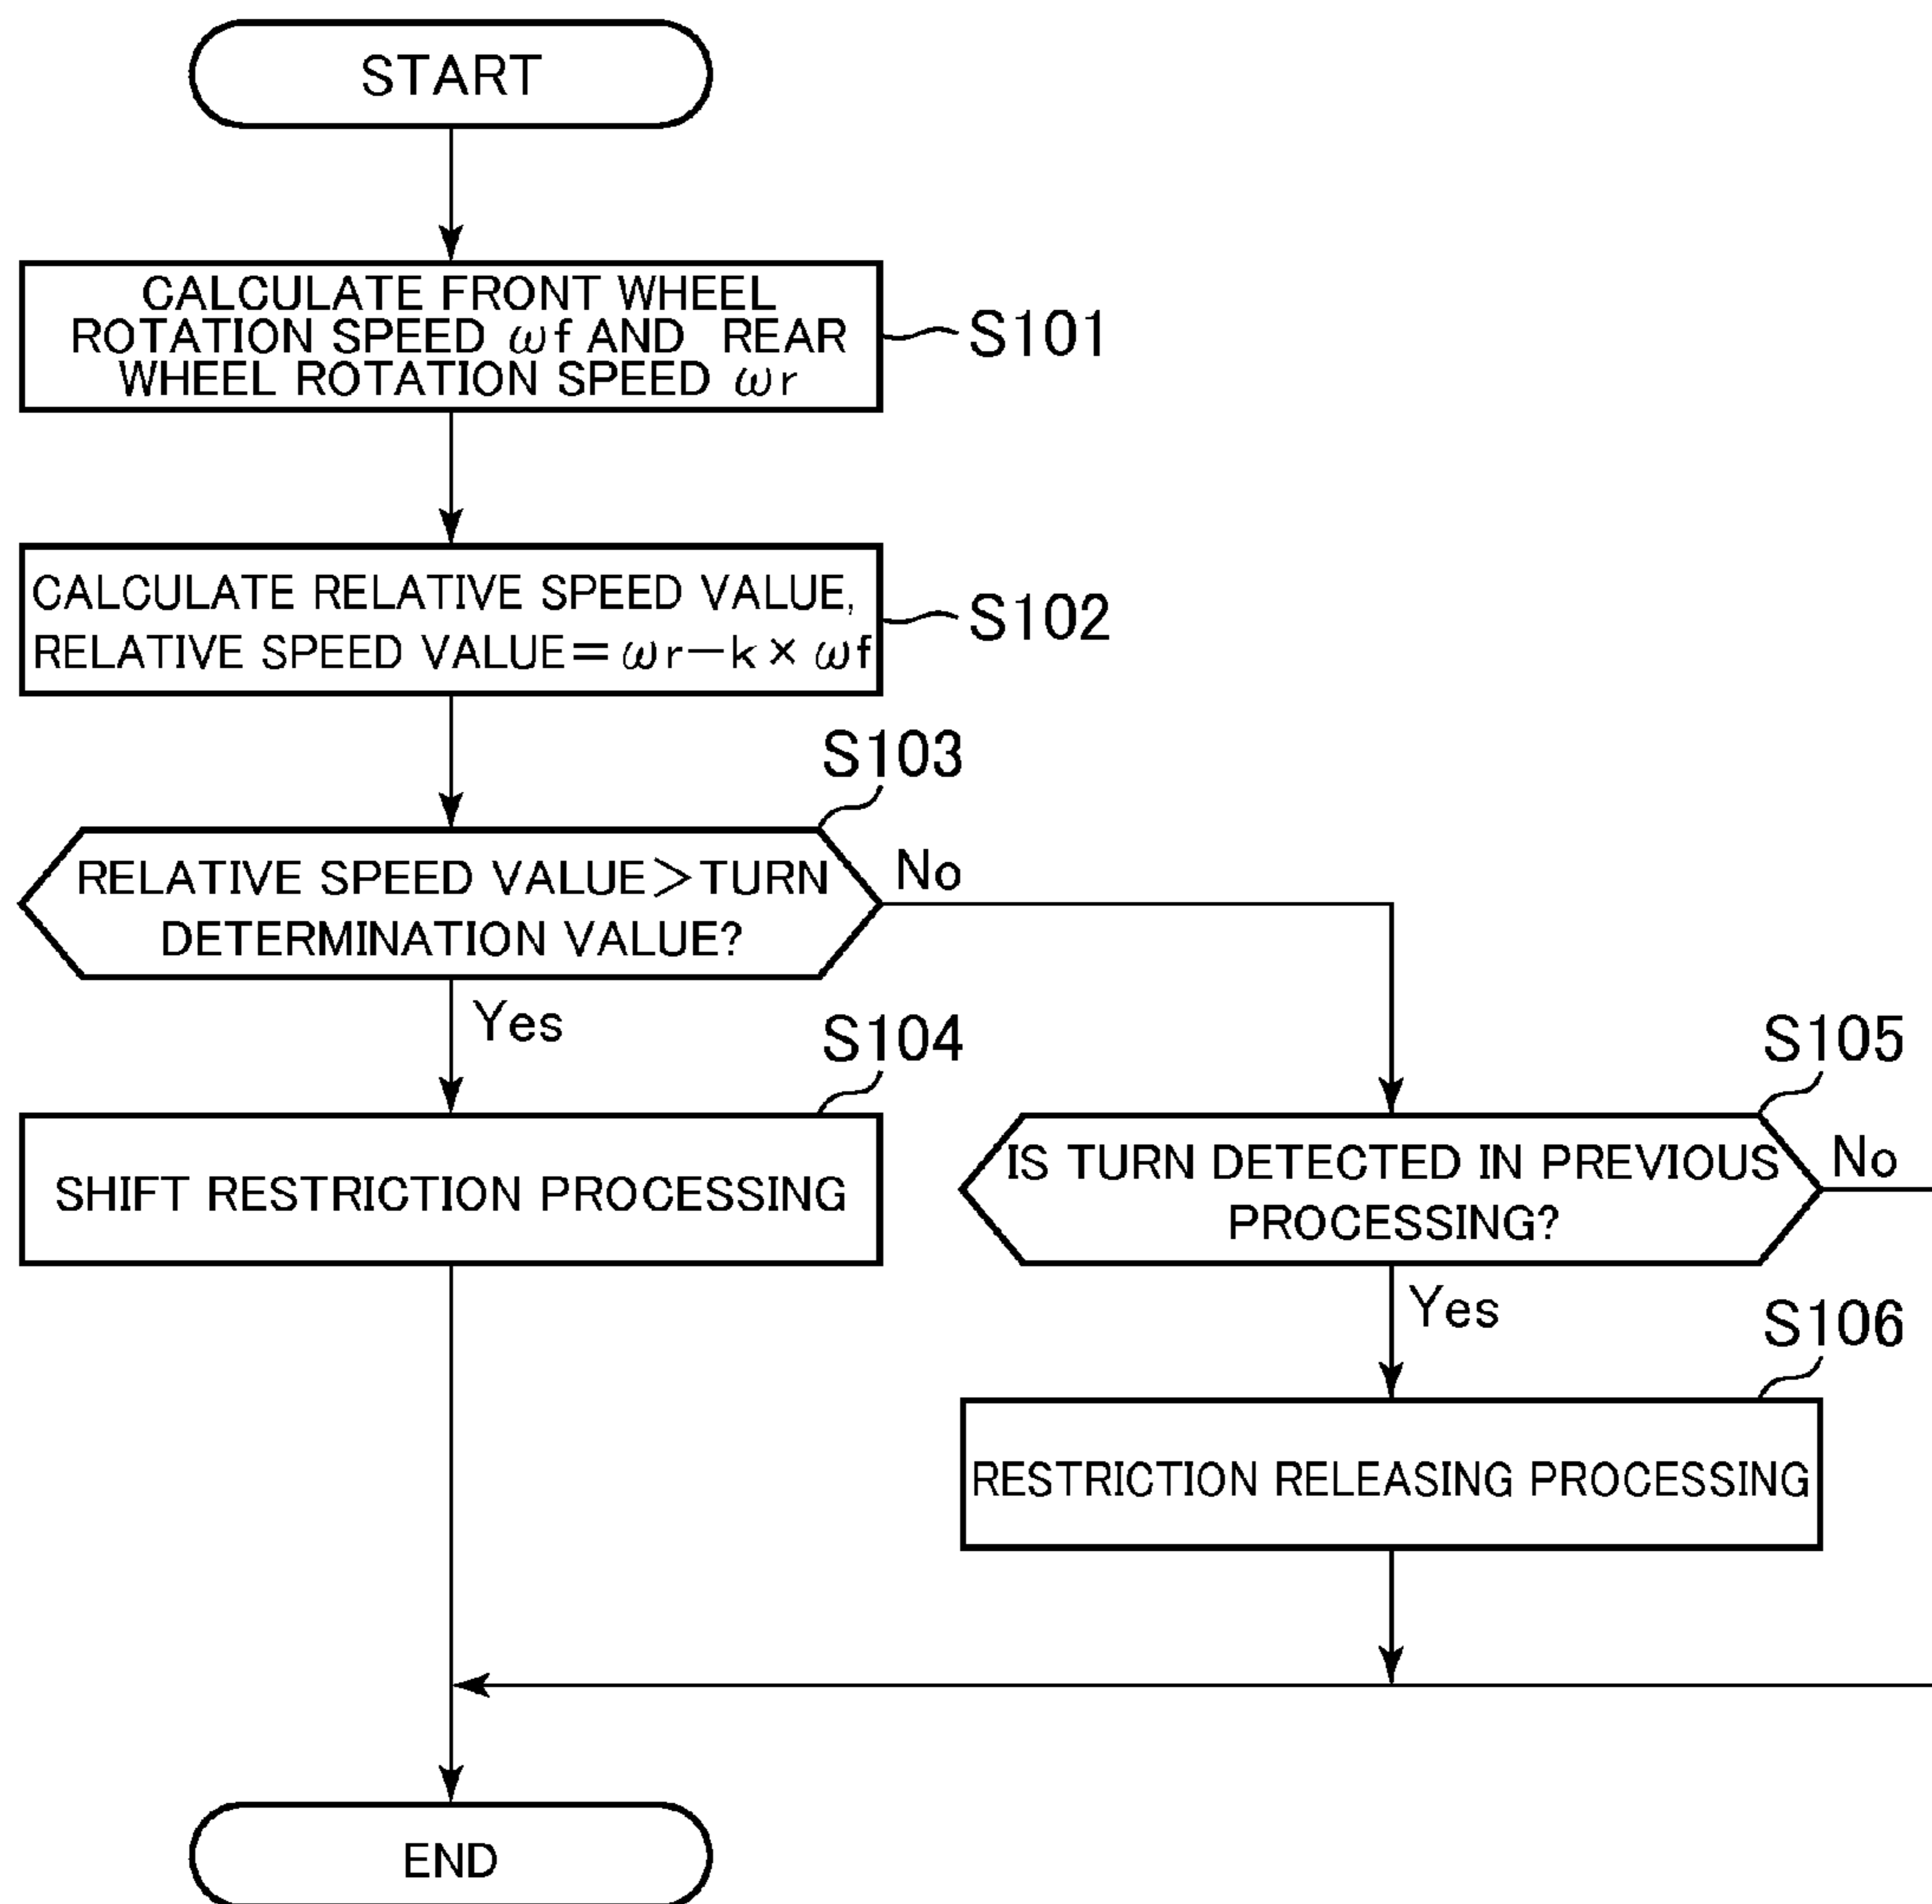 START
CALCULATE FRONT WHEEL
ROTATION SPEED ωf AND REAR
WHEEL ROTATION SPEED ωr
S101
CALCULATE RELATIVE SPEED VALUE,
RELATIVE SPEED VALUE=ωr−k× ωf
S102
S103
RELATIVE SPEED VALUE>TURN
DETERMINATION VALUE?
No
Yes
S104
SHIFT RESTRICTION PROCESSING
S105
IS TURN DETECTED IN PREVIOUS
PROCESSING?
No
Yes
S106
RESTRICTION RELEASING PROCESSING
END